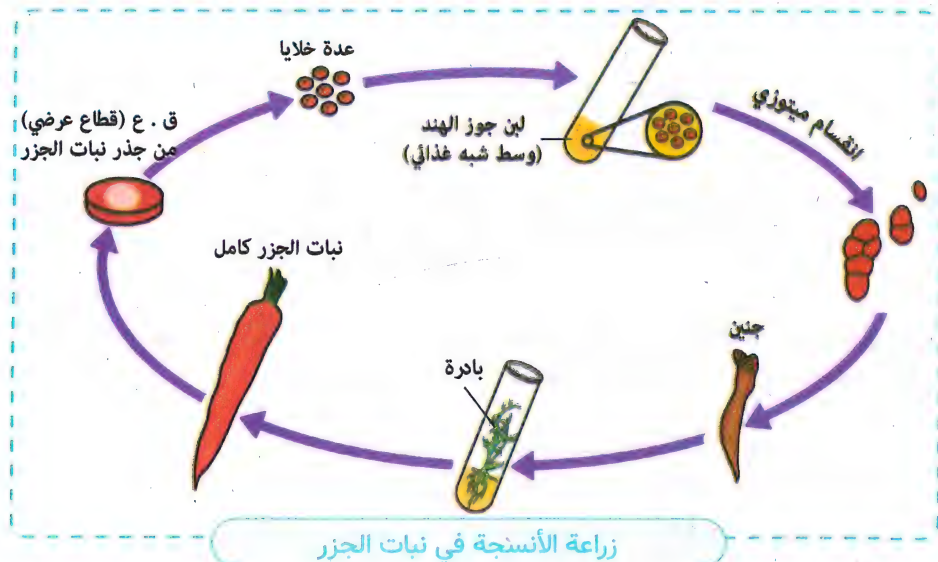 عدة خلايا
ق . ع (قطاع عرضي)
من جذر نبات الجزر
لبن جوز الهند
(وسط شبه غذائي)
انقسام ميتوزي
نبات الجزر كامل
جنين
بادرة
زراعة الأنسجة في نبات الجزر